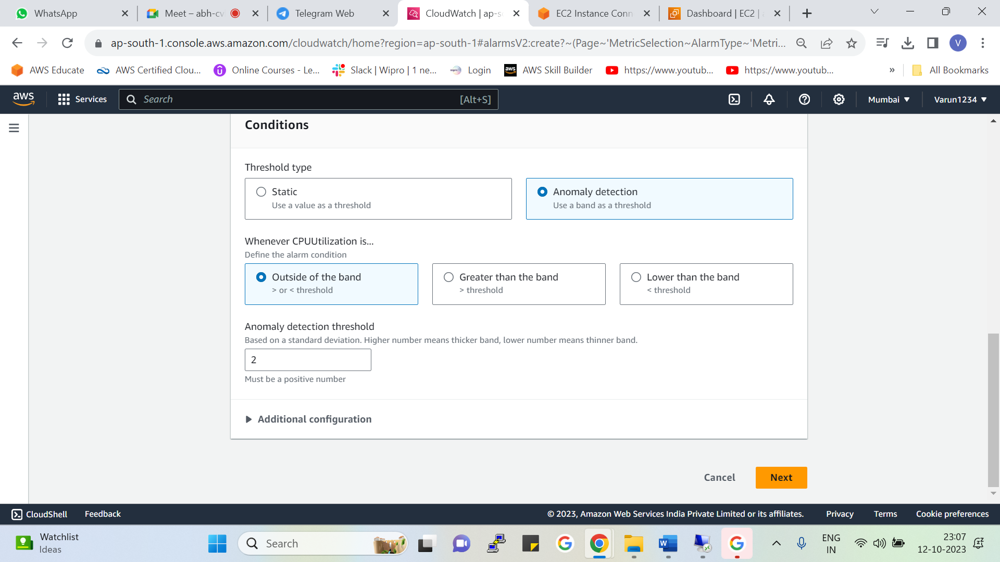 WhatsApp
Meet – abh-cv
Telegram Web
CloudWatch | ap-s
EC2 Instance Conn
Dashboard | EC2 |
ap-south-1.console.aws.amazon.com/cloudwatch/home?region=ap-south-1#alarmsV2:create?~(Page~'MetricSelection~AlarmType~'Metri...
V
AWS Educate
AWS Certified Clou...
Online Courses - Le...
Slack | Wipro | 1 ne...
Login
AWS Skill Builder
https://www.youtub...
https://www.youtub...
»
All Bookmarks
aws
Services
Search
[Alt+S]
Mumbai
Varun1234
Conditions
Threshold type
Static
Use a value as a threshold
Anomaly detection
Use a band as a threshold
Whenever CPUUtilization is...
Define the alarm condition
Outside of the band
> or < threshold
Greater than the band
> threshold
Lower than the band
< threshold
Anomaly detection threshold
Based on a standard deviation. Higher number means thicker band, lower number means thinner band.
2
Must be a positive number
Additional configuration
Cancel
Next
CloudShell
Feedback
© 2023, Amazon Web Services India Private Limited or its affiliates.
Privacy
Terms
Cookie preferences
Watchlist
Ideas
Search
ENG
IN
23:07
12-10-2023